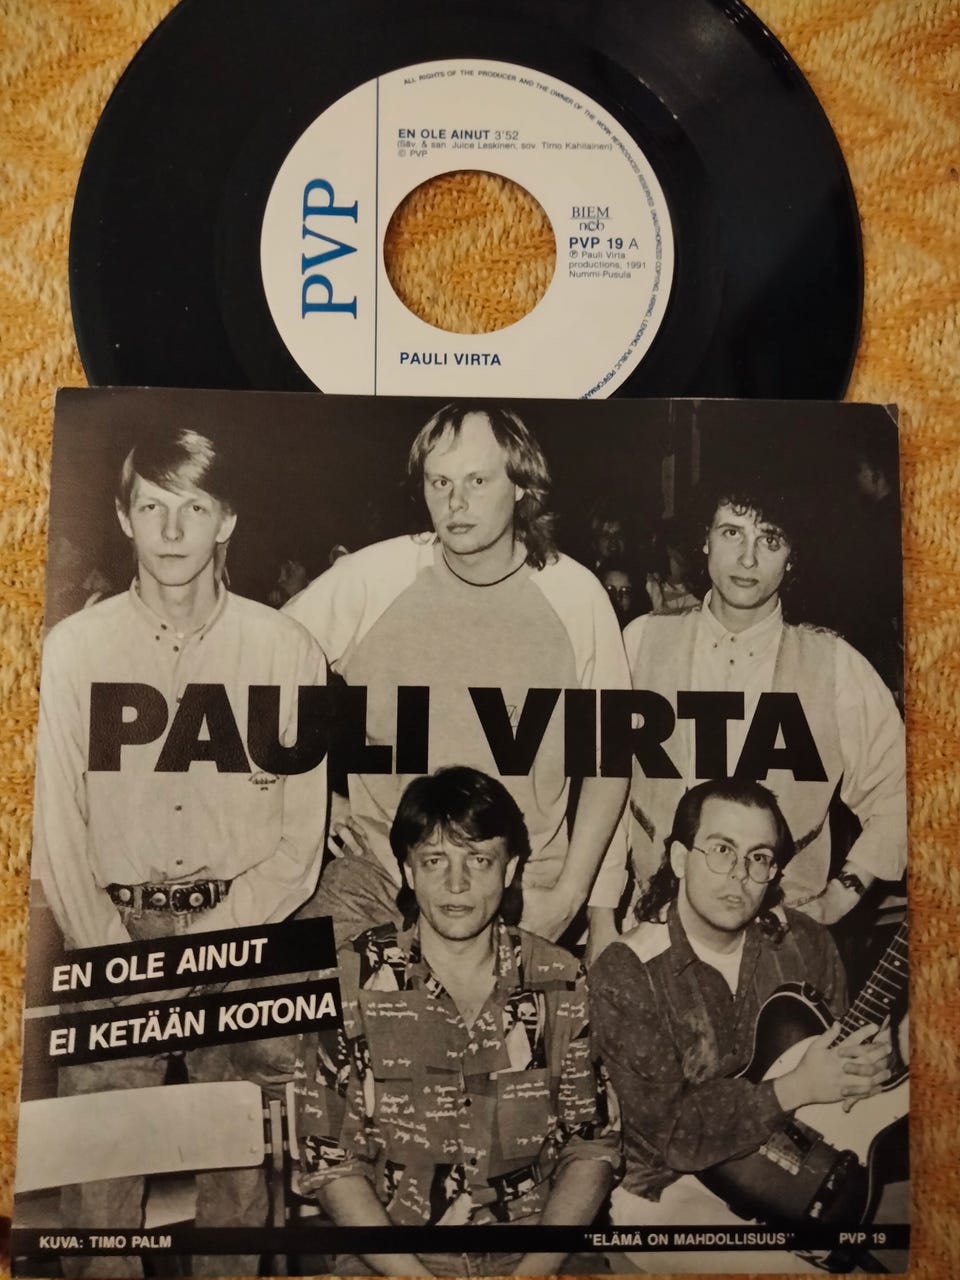 ALL RIGHTS OF THE PRODUCER AND THE OWNER OF THE WORK REPRODUCED RESERVED. UNAUTHORIZED COPYING, HIRING, LENDING, PUBLIC
EN OLE AINUT 3'52
(Säv. & san. Juice Leskinen, sov. Timo Kahilainen)
© PVP
PVP
BIEM
ncb
PVP 19 A
℗ Pauli Virta
productions, 1991
Nummi-Pusula
PAULI VIRTA
PAULI VIRTA
EN OLE AINUT
EI KETÄÄN KOTONA
KUVA: TIMO PALM
"ELÄMÄ ON MAHDOLLISUUS"
PVP 19